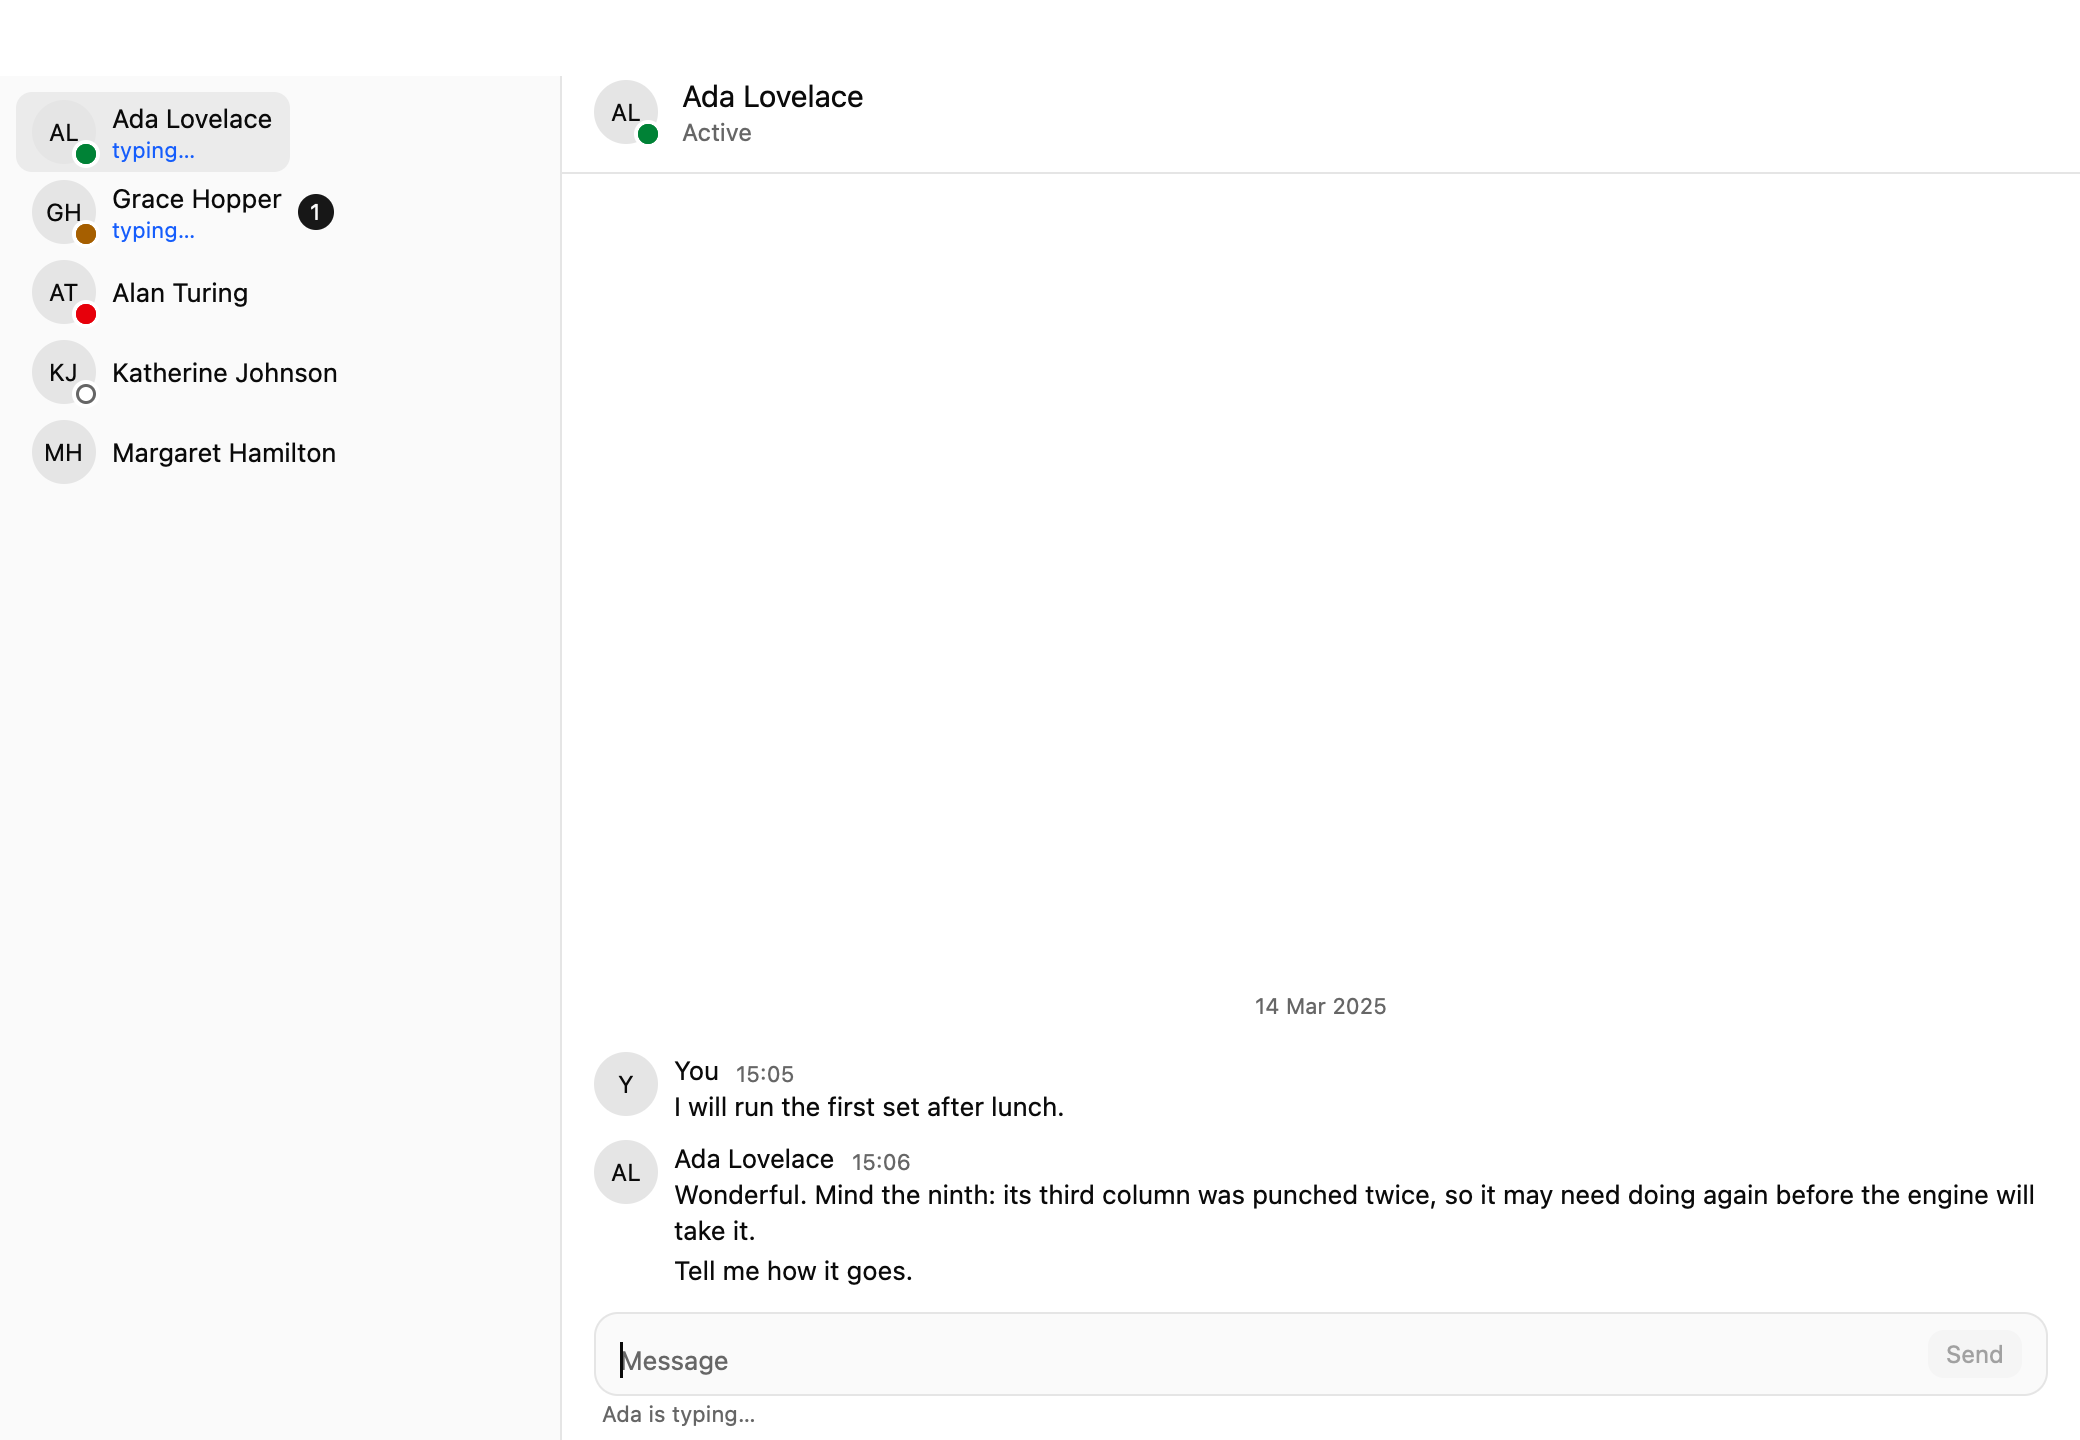 AL
Ada Lovelace
typing...
GH
Grace Hopper
typing...
1
AT
Alan Turing
KJ
Katherine Johnson
MH
Margaret Hamilton
AL
Ada Lovelace
Active
14 Mar 2025
Y
You 15:05
I will run the first set after lunch.
AL
Ada Lovelace 15:06
Wonderful. Mind the ninth: its third column was punched twice, so it may need doing again before the engine will
take it.
Tell me how it goes.
Message
Send
Ada is typing...